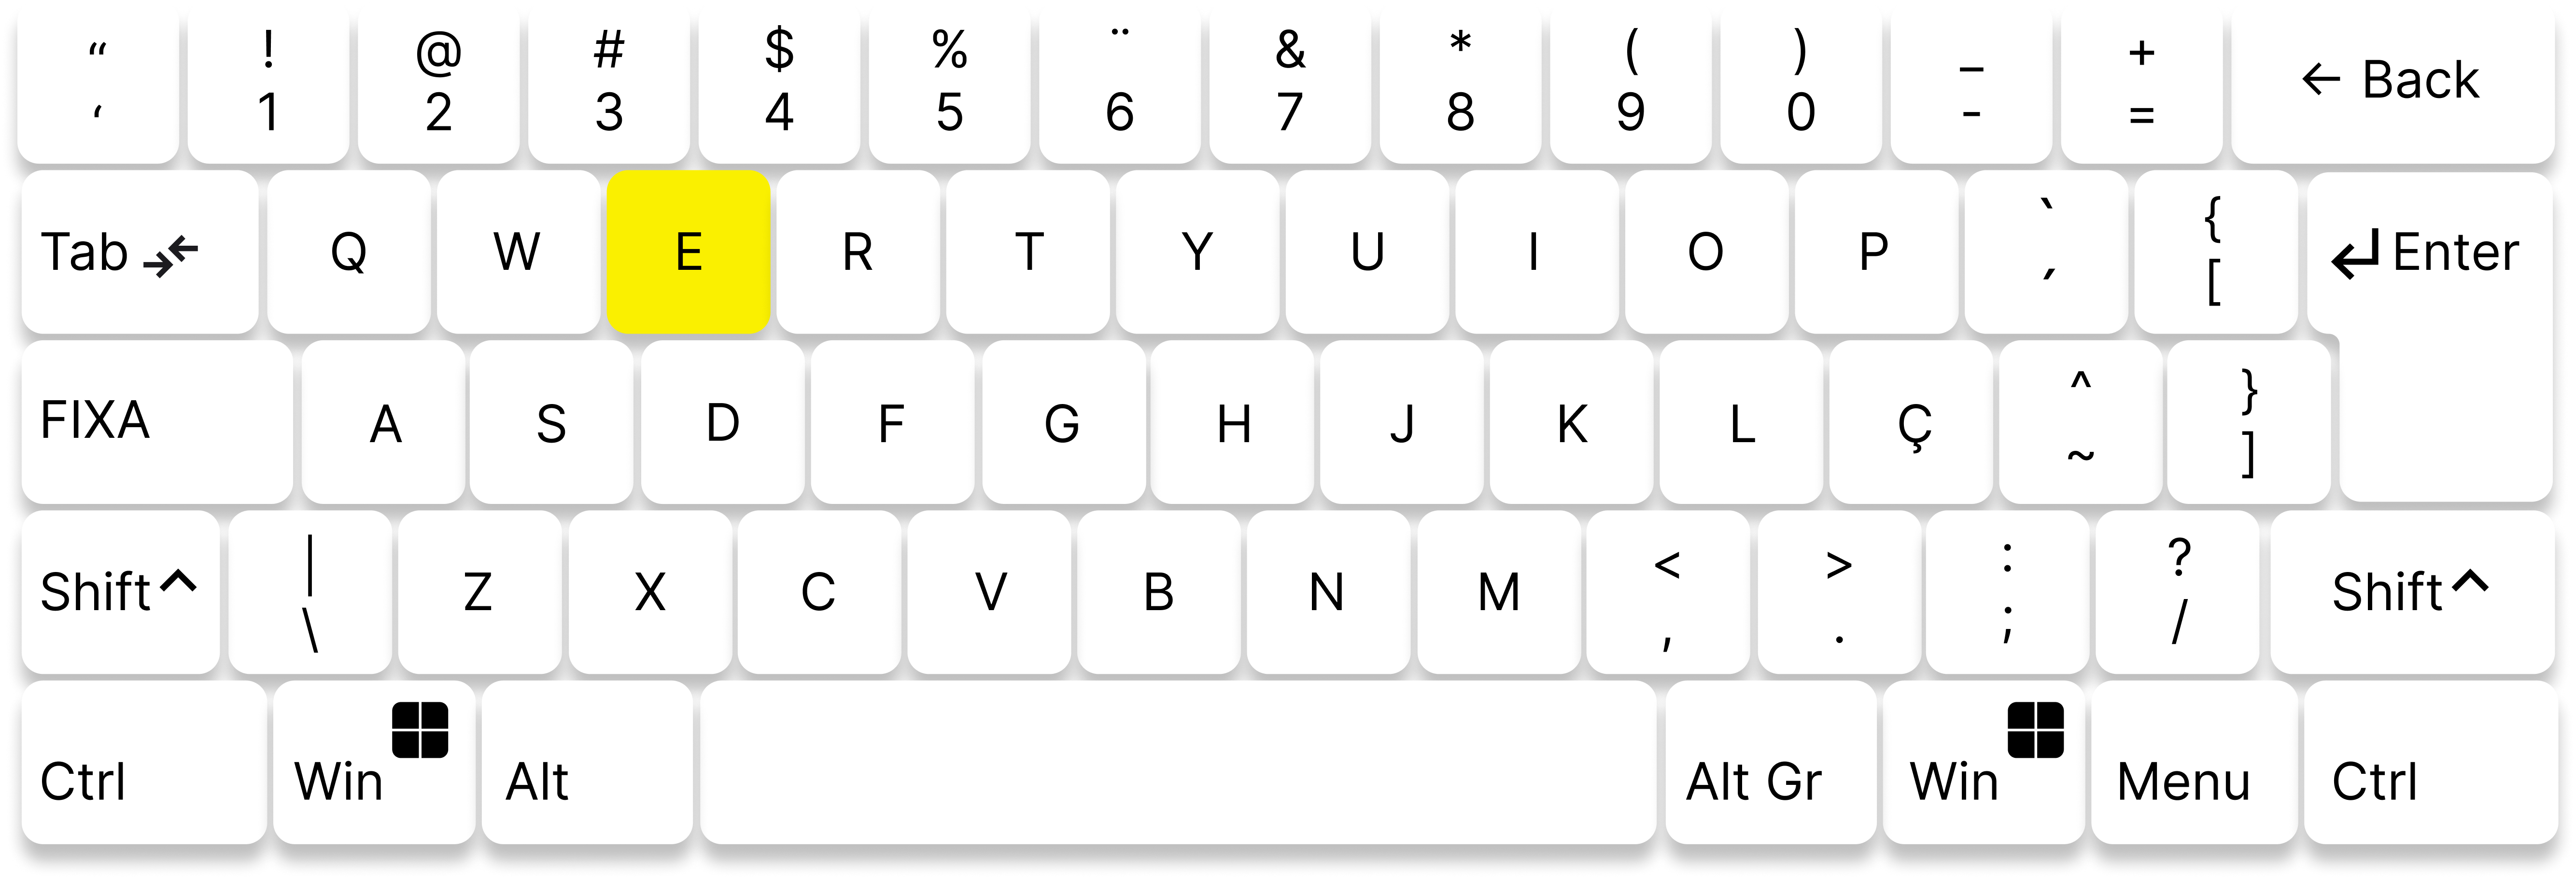 “ ! @ # $ % ¨ & * ( ) _ +
‘ 1 2 3 4 5 6 7 8 9 0 - = ← Back
Tab Q W E R T Y U I O P ` ´ { [ Enter
FIXA A S D F G H J K L Ç ^ ~ } ]
Shift | \ Z X C V B N M < , > . : ; ? / Shift
Ctrl Win Alt Alt Gr Win Menu Ctrl